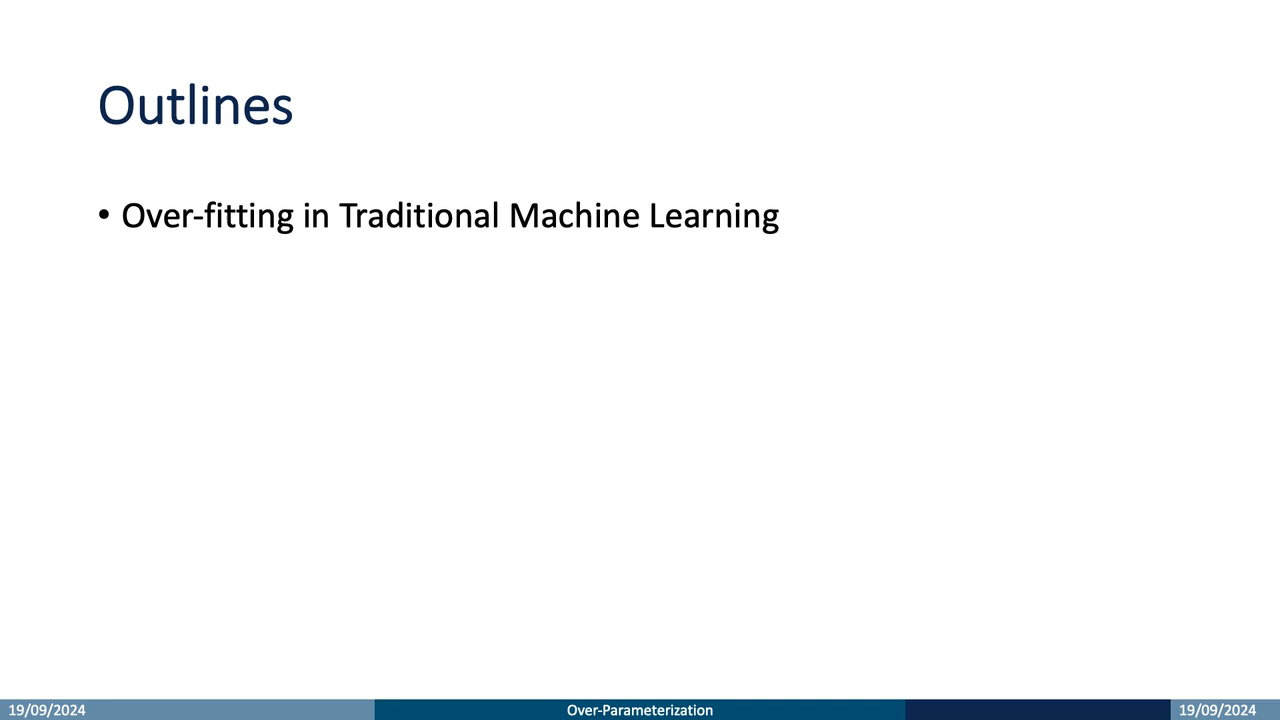 Outlines
• Over-fitting in Traditional Machine Learning
19/09/2024
Over-Parameterization
19/09/2024